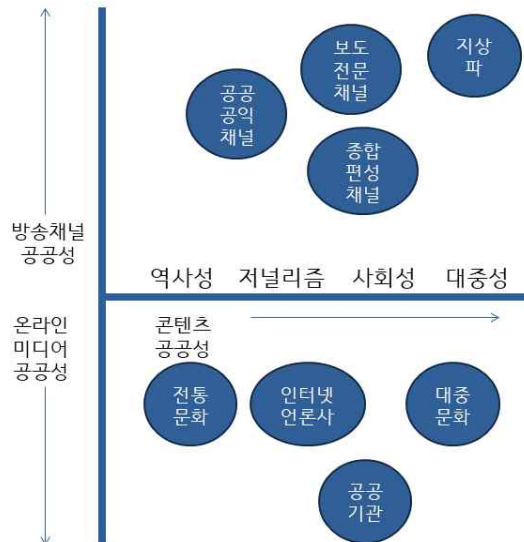 보도
전문
채널
지상
파
공공
공익
채널
종합
편성
채널
방송채널
공공성
역사성 저널리즘 사회성 대중성
온라인
미디어
공공성
콘텐츠
공공성
전통
문화
인터넷
언론사
대중
문화
공공
기관